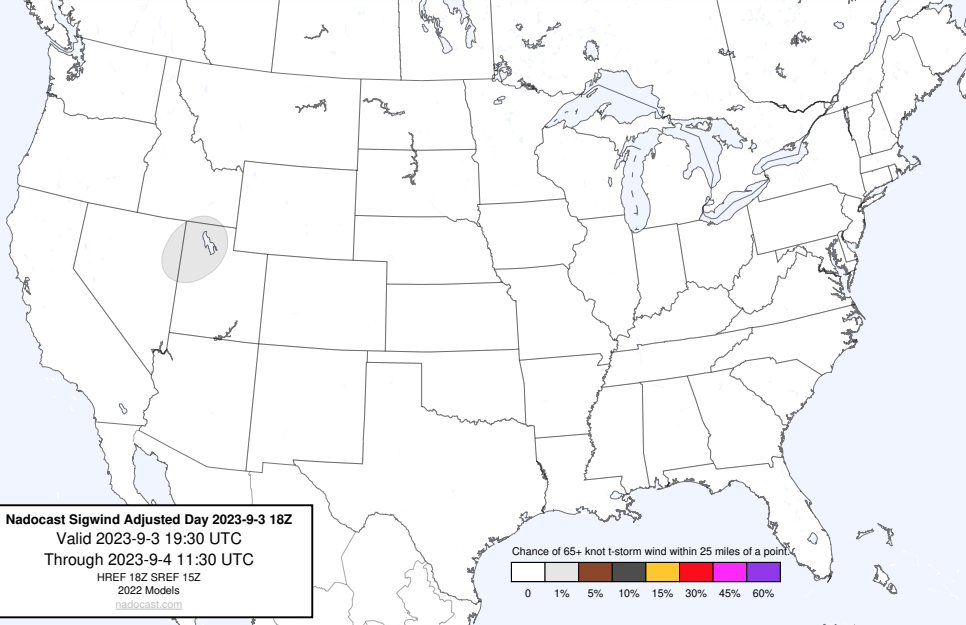 Nadocast Sigwind Adjusted Day 2023-9-3 18Z
Valid 2023-9-3 19:30 UTC
Through 2023-9-4 11:30 UTC
HREF 18Z SREF 15Z
2022 Models
nadocast.com
Chance of 65+ knot t-storm wind within 25 miles of a point.
0 1% 5% 10% 15% 30% 45% 60%